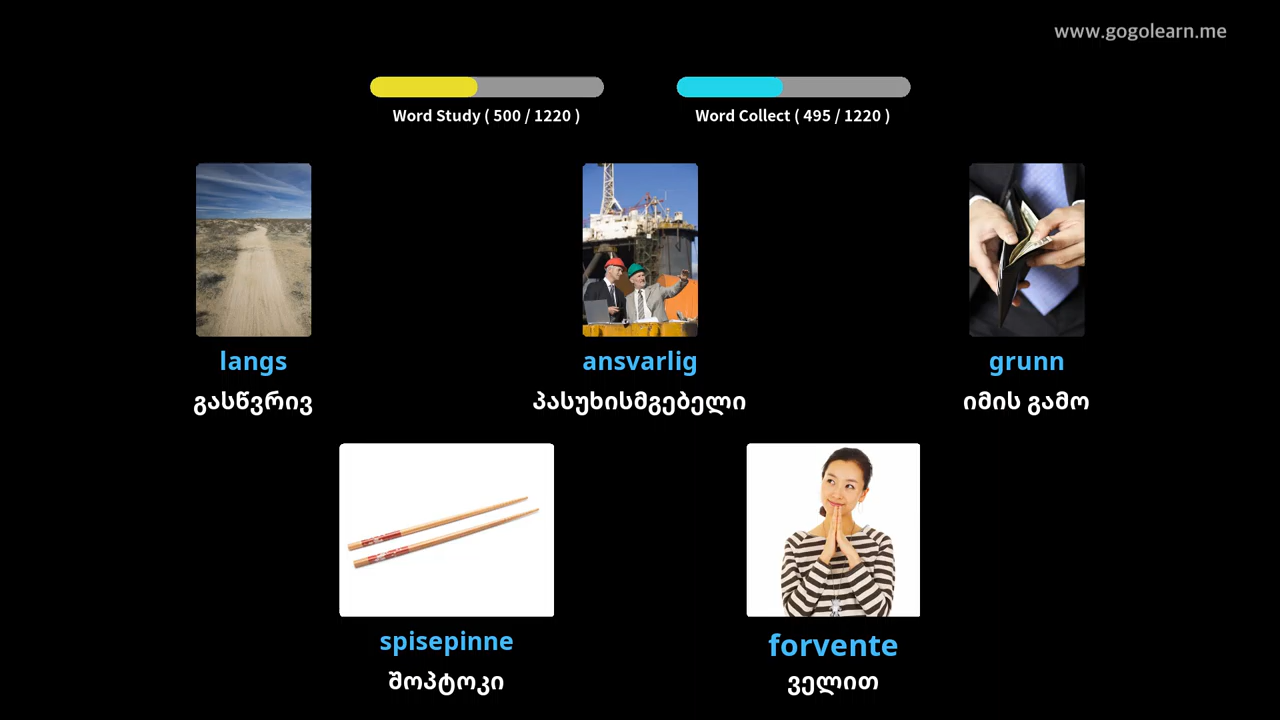 www.gogolearn.me
Word Study ( 500 / 1220 )
Word Collect ( 495 / 1220 )
langs
გასწვრივ
ansvarlig
პასუხისმგებელი
grunn
იმის გამო
spisepinne
შოპტოკი
forvente
ველით